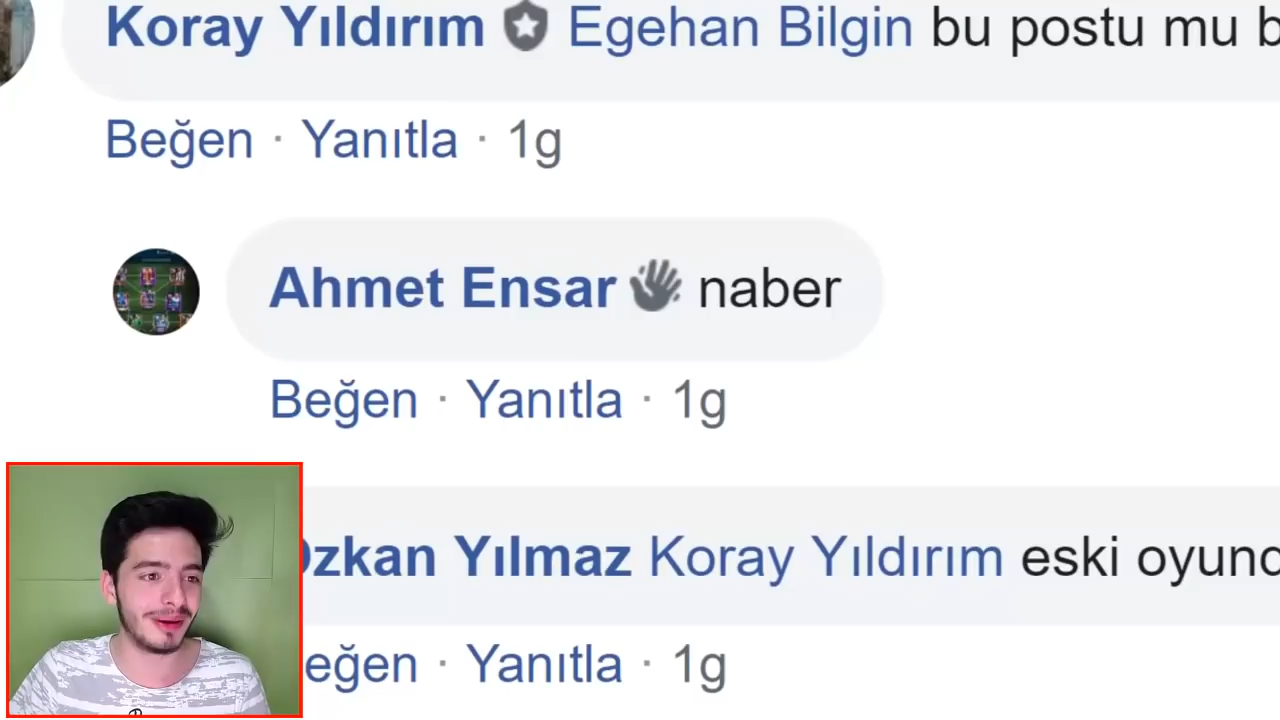 Koray Yıldırım Egehan Bilgin bu postu mu
Beğen · Yanıtla · 1g
Ahmet Ensar naber
Beğen · Yanıtla · 1g
Yılmaz Koray Yıldırım eski
Yanıtla · 1g